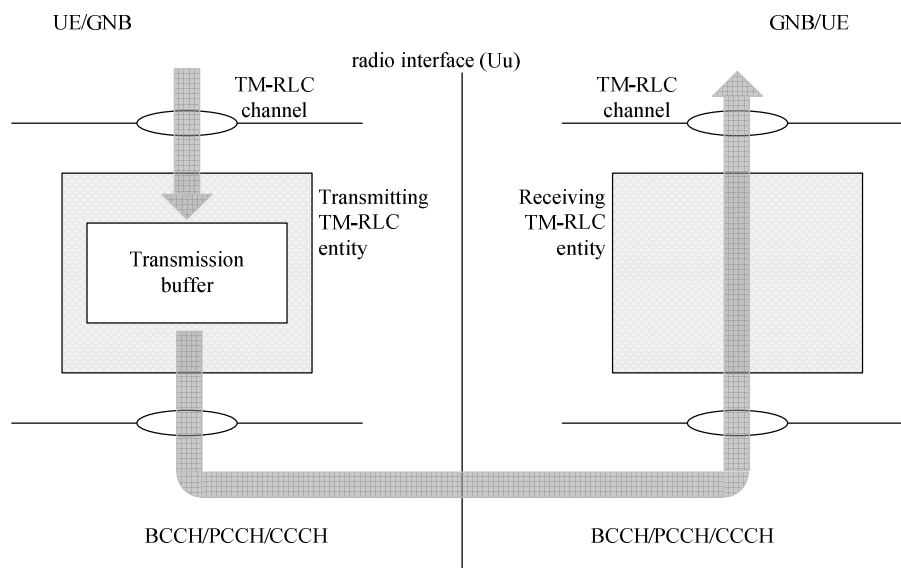 UE/GNB
GNB/UE
radio interface (Uu)
TM-RLC
channel
TM-RLC
channel
Transmitting
TM-RLC
entity
Receiving
TM-RLC
entity
Transmission
buffer
BCCH/PCCH/CCCH
BCCH/PCCH/CCCH